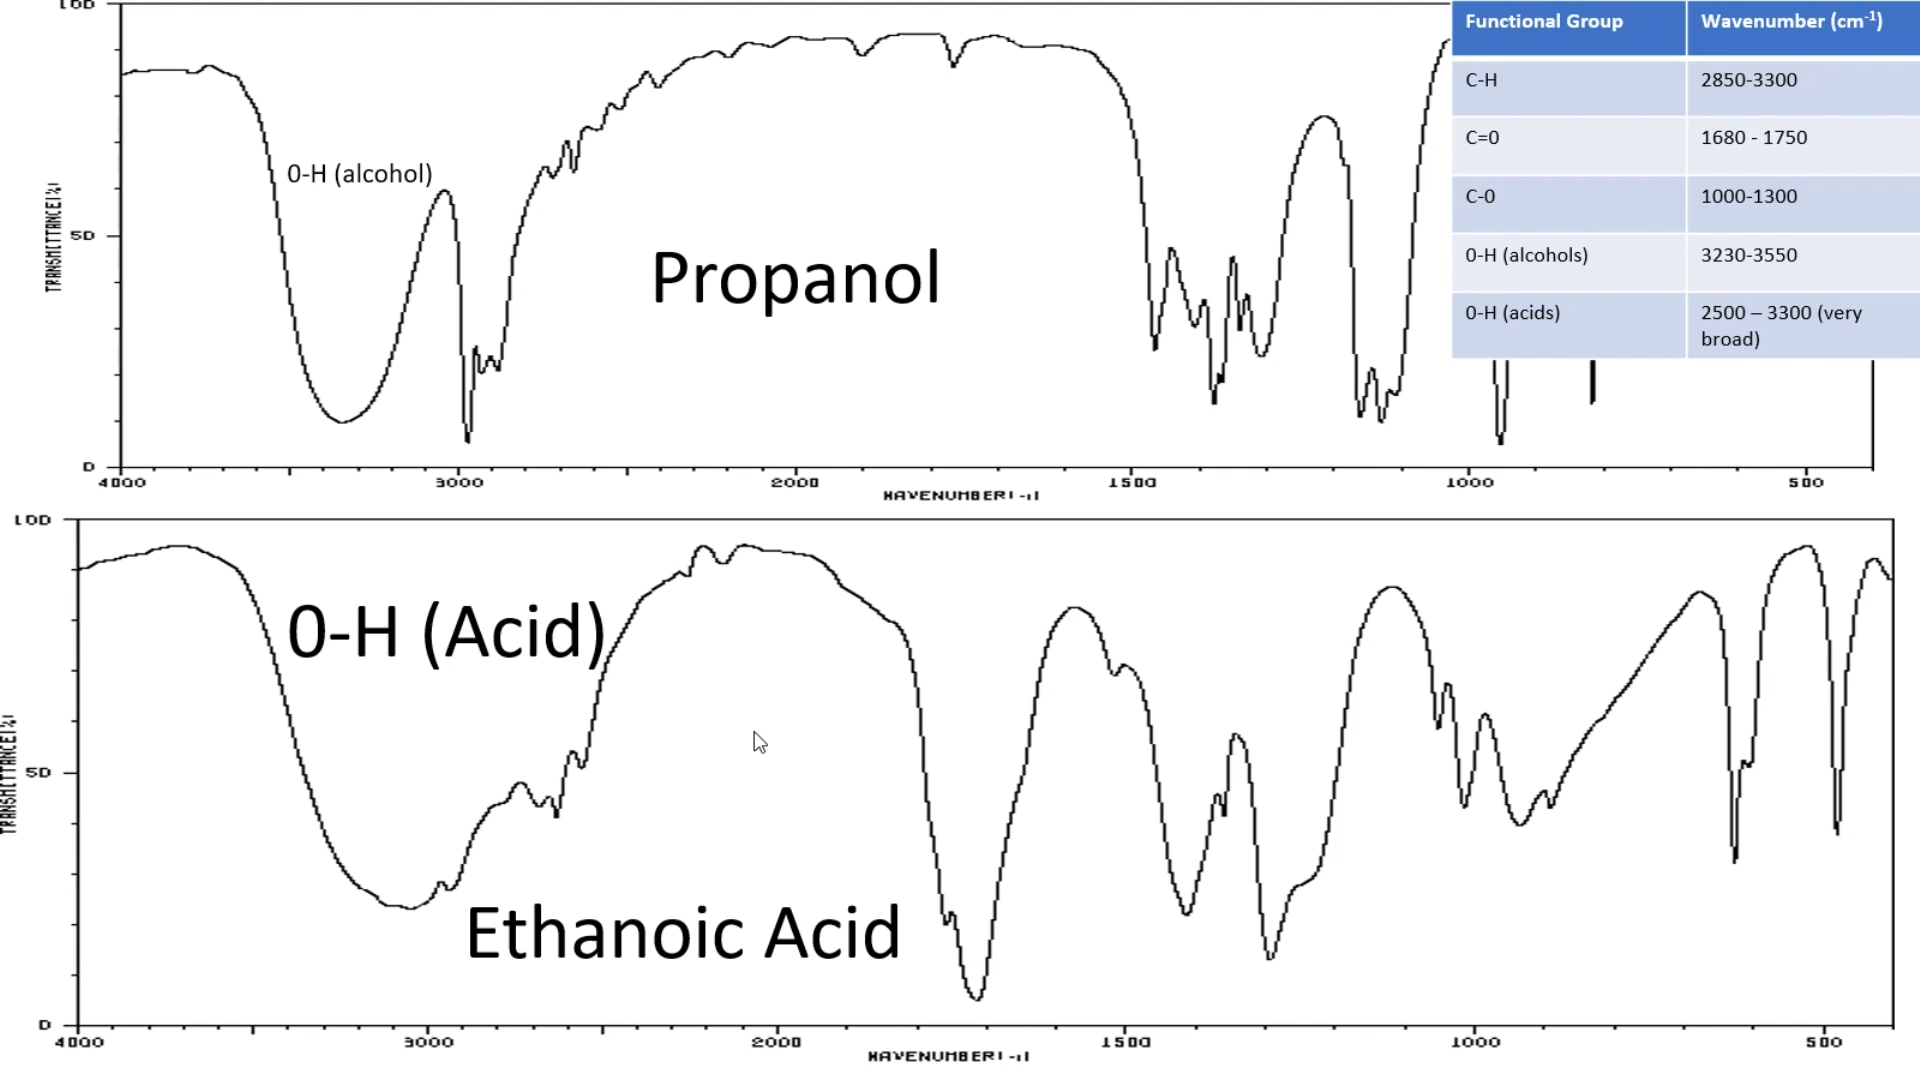 100
Functional Group Wavenumber (cm-1)
C-H 2850-3300
C=0 1680 - 1750
C-0 1000-1300
0-H (alcohols) 3230-3550
0-H (acids) 2500 – 3300 (very
broad)
0-H (alcohol)
TRANSMITTANCE(%)
50
Propanol
0
4000 3000 2000 1500 1000 500
WAVENUMBER(-1)
100
0-H (Acid)
TRANSMITTANCE(%)
50
Ethanoic Acid
0
4000 3000 2000 1500 1000 500
WAVENUMBER(-1)